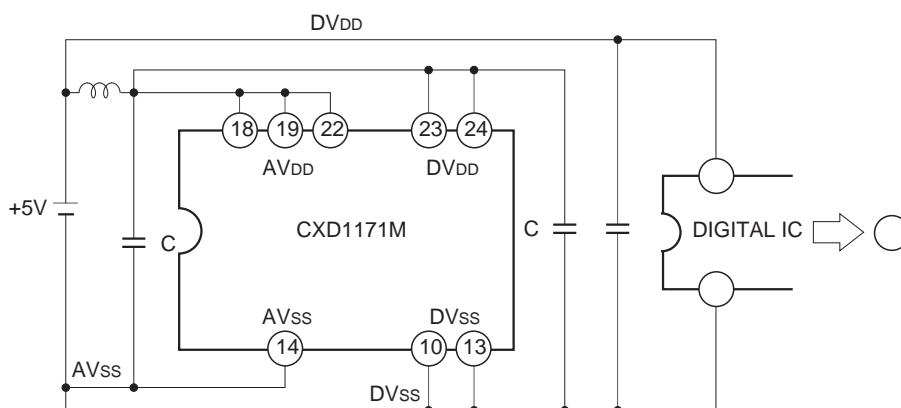 DVDD
18 19 22 23 24
AVDD DVDD
+5V C CXD1171M C DIGITAL IC
AVSS DVSS
14 10 13
AVSS DVSS